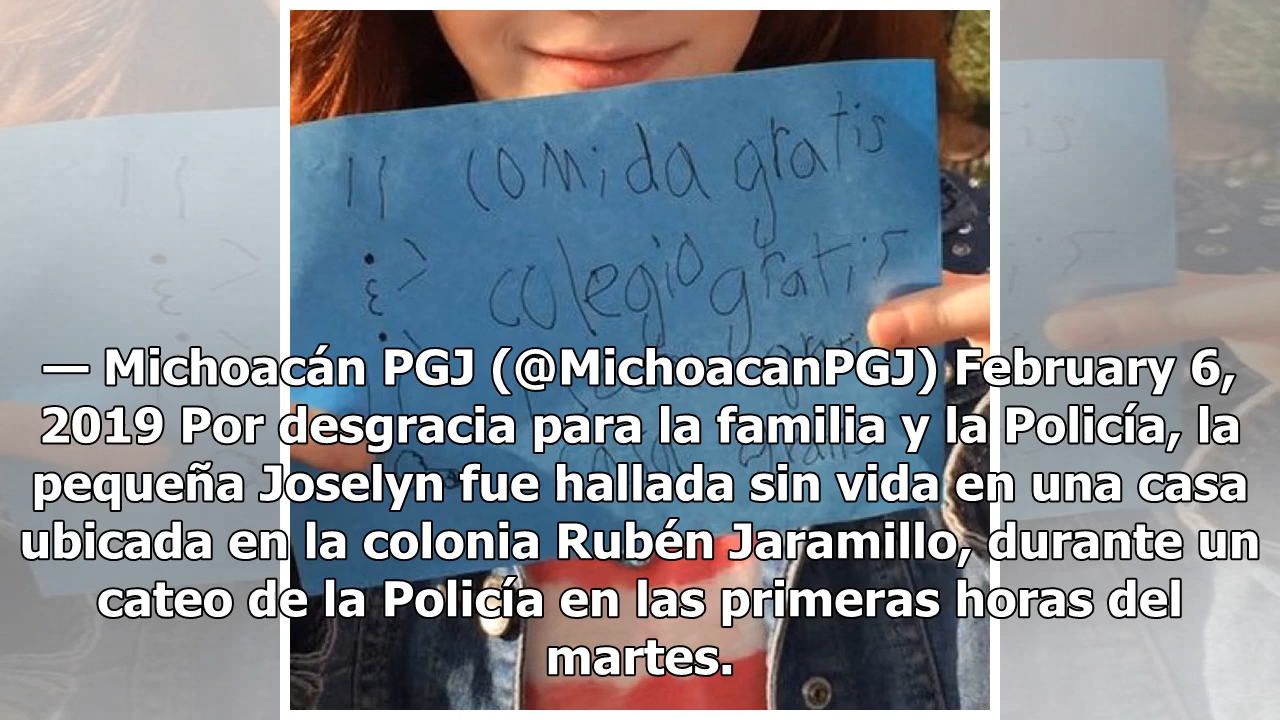 comida gratis
colegio gratis
— Michoacán PGJ (@MichoacanPGJ) February 6,
2019 Por desgracia para la familia y la Policía, la
pequeña Joselyn fue hallada sin vida en una casa
ubicada en la colonia Rubén Jaramillo, durante un
cateo de la Policía en las primeras horas del
martes.